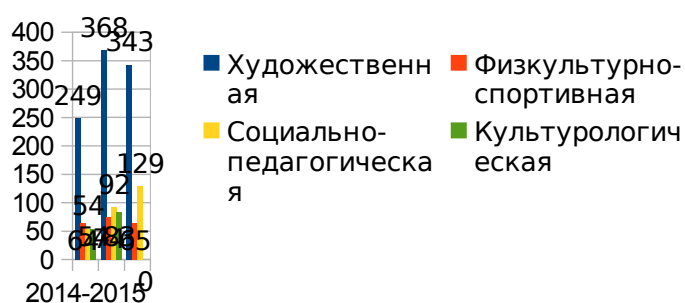 400
350
300
250
200
150
100
50
0
249
368
343
54
92
129
65
0
2014-2015
Художественн
ая
Физкультурно-
спортивная
Социально-
педагогическа
я
Культурологич
еская